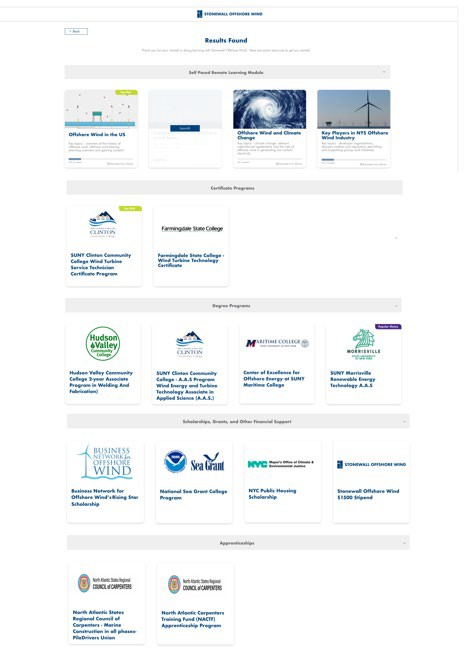 STONEWALL OFFSHORE WIND
< Back
Results Found
Self Paced Remote Learning Module
Offshore Wind in the US
Offshore Wind and Climate
Change
Key Players in NYS Offshore
Wind Industry
Certificate Programs
CLINTON
Farmingdale State College
SUNY Clinton Community
College Wind Turbine
Service Technician
Certificate Program
Farmingdale State College -
Wind Turbine Technology
Certificate
Degree Programs
Hudson
Valley
Community
College
CLINTON
MARITIME COLLEGE
Popular Choice
MORRISVILLE
Hudson Valley Community
College 2-year Associate
Program in Welding And
Fabrication)
SUNY Clinton Community
College - A.A.S Program
Wind Energy and Turbine
Technology Associate in
Applied Science (A.A.S.)
Center of Excellence for
Offshore Energy at SUNY
Maritime College
SUNY Morrisville
Renewable Energy
Technology A.A.S
Scholarships, Grants, and Other Financial Support
BUSINESS
NETWORK for
OFFSHORE
WIND
NOAA
Sea Grant
NYC
Mayor's Office of Climate &
Environmental Justice
STONEWALL OFFSHORE WIND
Business Network for
Offshore Wind's Rising Star
Scholarship
National Sea Grant College
Program
NYC Public Housing
Scholarship
Stonewall Offshore Wind
$1500 Stipend
Apprenticeships
North Atlantic States Regional
COUNCIL of CARPENTERS
North Atlantic States Regional
COUNCIL of CARPENTERS
North Atlantic States
Regional Council of
Carpenters - Marine
Construction in all phases-
PileDrivers Union
North Atlantic Carpenters
Training Fund (NACTF)
Apprenticeship Program